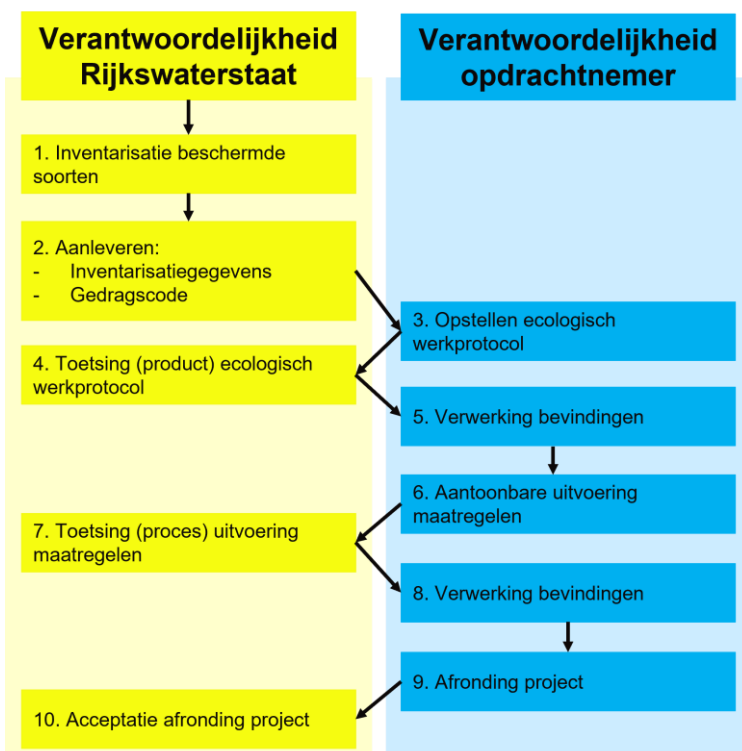 Verantwoordelijkheid
Rijkswaterstaat
Verantwoordelijkheid
opdrachtnemer
1. Inventarisatie beschermde
soorten
2. Aanleveren:
- Inventarisatiegegevens
- Gedragscode
3. Opstellen ecologisch
werkprotocol
4. Toetsing (product) ecologisch
werkprotocol
5. Verwerking bevindingen
6. Aantoonbare uitvoering
maatregelen
7. Toetsing (proces) uitvoering
maatregelen
8. Verwerking bevindingen
9. Afronding project
10. Acceptatie afronding project